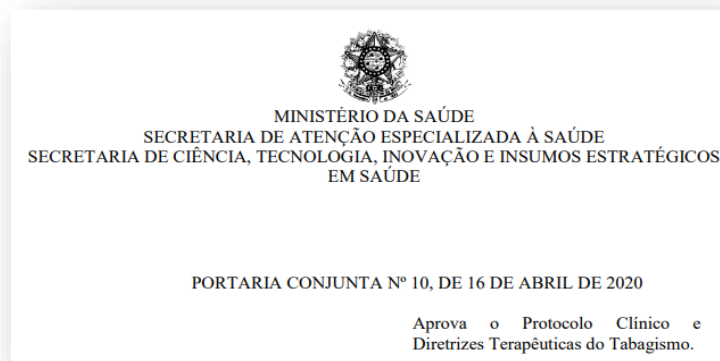 MINISTÉRIO DA SAÚDE
SECRETARIA DE ATENÇÃO ESPECIALIZADA À SAÚDE
SECRETARIA DE CIÊNCIA, TECNOLOGIA, INOVAÇÃO E INSUMOS ESTRATÉGICOS
EM SAÚDE
PORTARIA CONJUNTA Nº 10, DE 16 DE ABRIL DE 2020
Aprova o Protocolo Clínico e
Diretrizes Terapêuticas do Tabagismo.